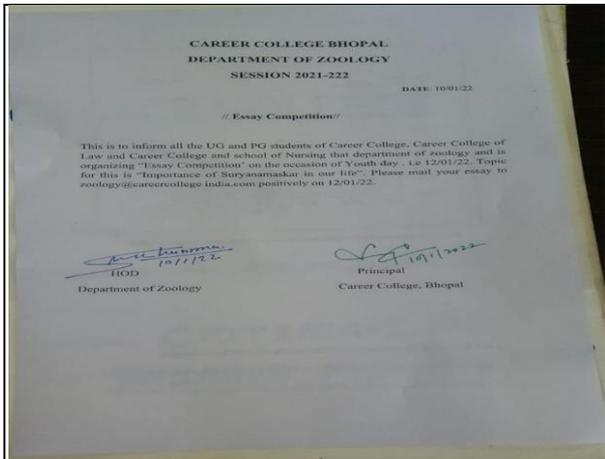 CAREER COLLEGE BHOPAL
DEPARTMENT OF ZOOLOGY
SESSION 2021-222
DATE: 10/01/22
// Essay Competition//
This is to inform all the UG and PG students of Career College, Career College of
Law and Career College and school of Nursing that department of zoology and is
organizing "Essay Competition' on the occasion of Youth day . i.e 12/01/22. Topic
for this is "Importance of Suryanamaskar in our life". Please mail your essay to
zoology@careercollege india.com positively on 12/01/22.
10/1/22
10/1/2022
HOD
Principal
Department of Zoology
Career College, Bhopal